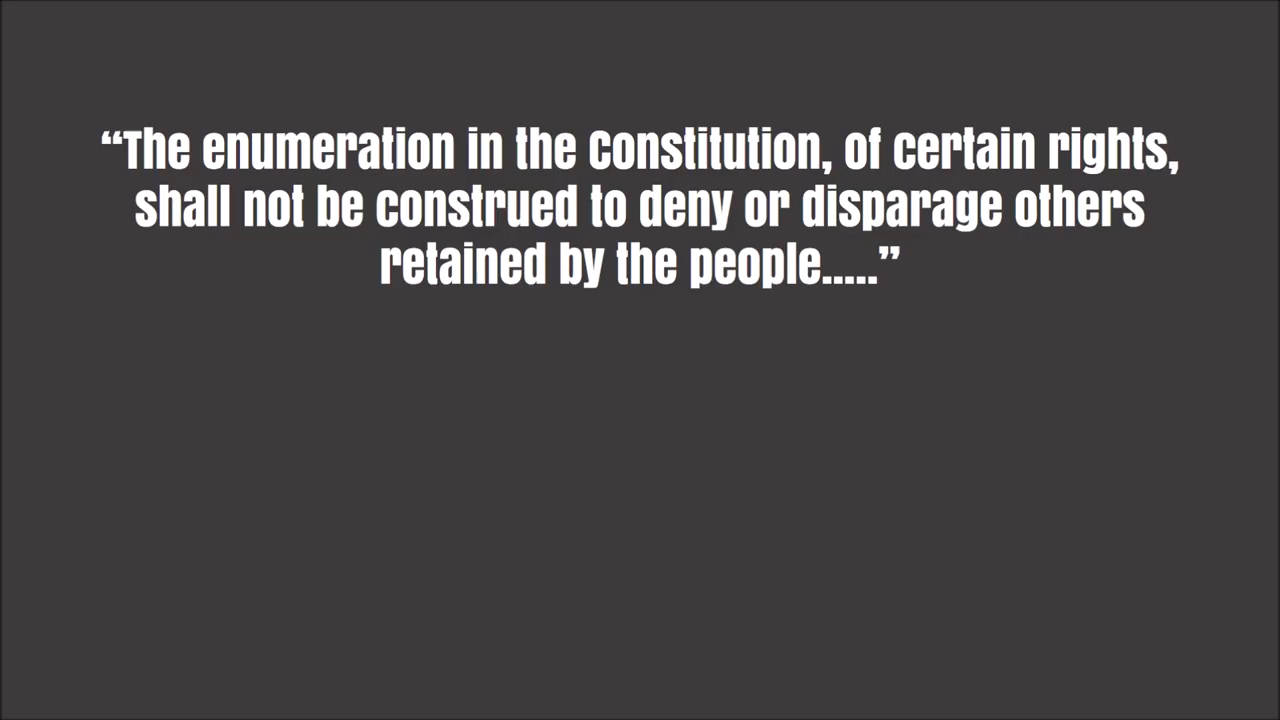 “The enumeration in the Constitution, of certain rights,
shall not be construed to deny or disparage others
retained by the people.....”